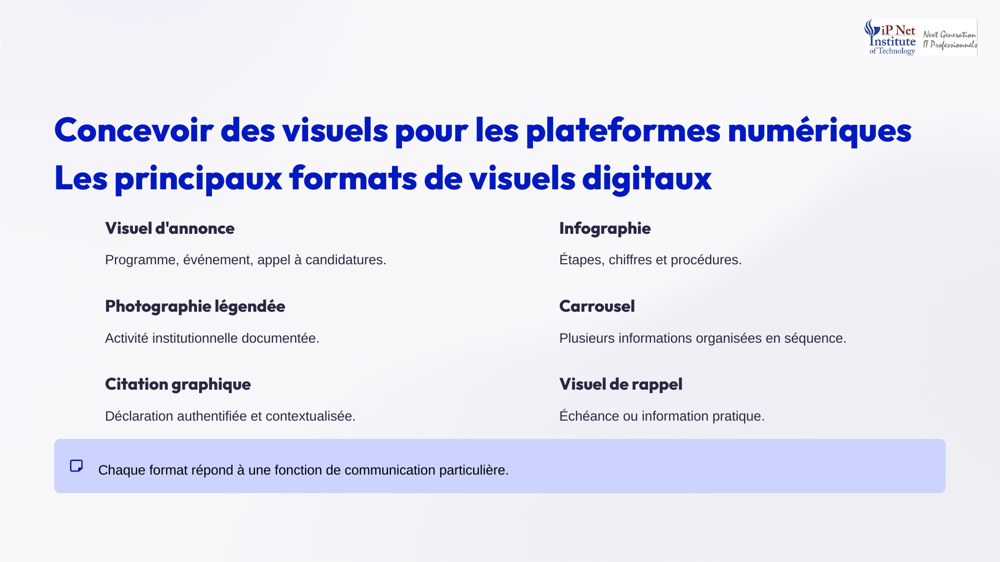 iP Net
Institute
of Technology
Next Generation
IT Professionnels
Concevoir des visuels pour les plateformes numériques
Les principaux formats de visuels digitaux
Visuel d'annonce
Programme, événement, appel à candidatures.
Infographie
Étapes, chiffres et procédures.
Photographie légendée
Activité institutionnelle documentée.
Carrousel
Plusieurs informations organisées en séquence.
Citation graphique
Déclaration authentifiée et contextualisée.
Visuel de rappel
Échéance ou information pratique.
Chaque format répond à une fonction de communication particulière.